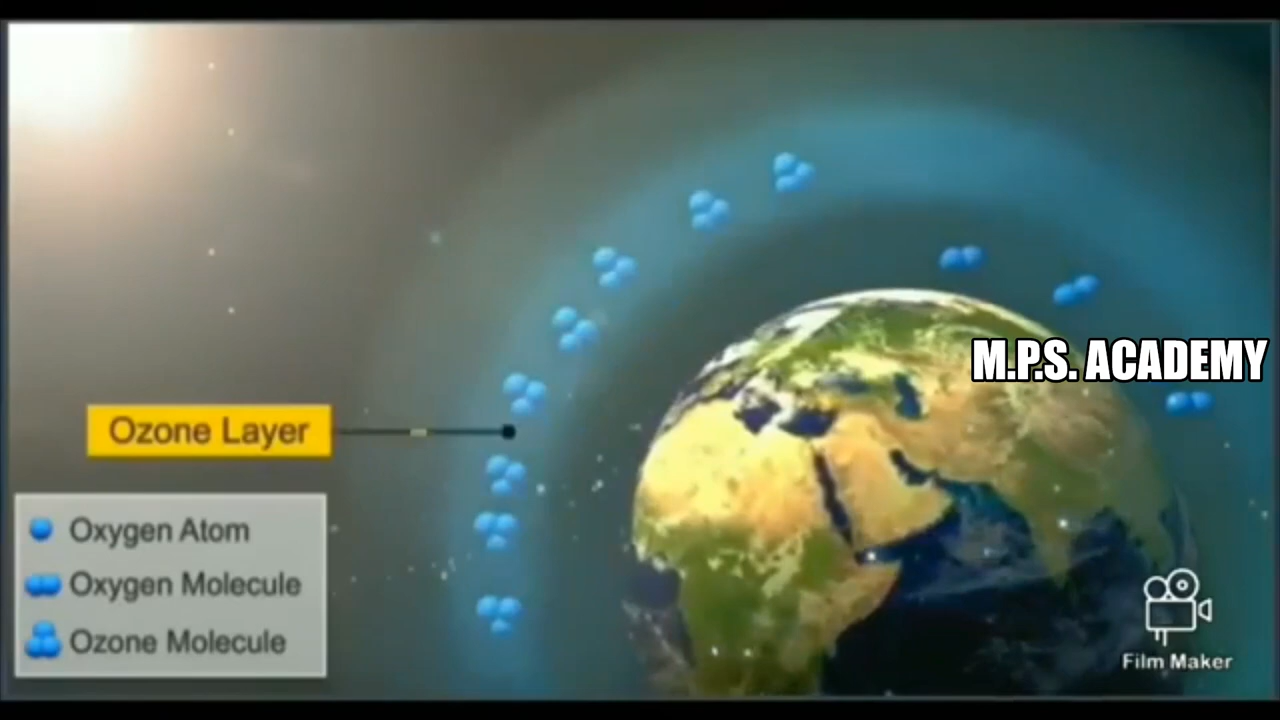 M.P.S. ACADEMY
Ozone Layer
Oxygen Atom
Oxygen Molecule
Ozone Molecule
Film Maker